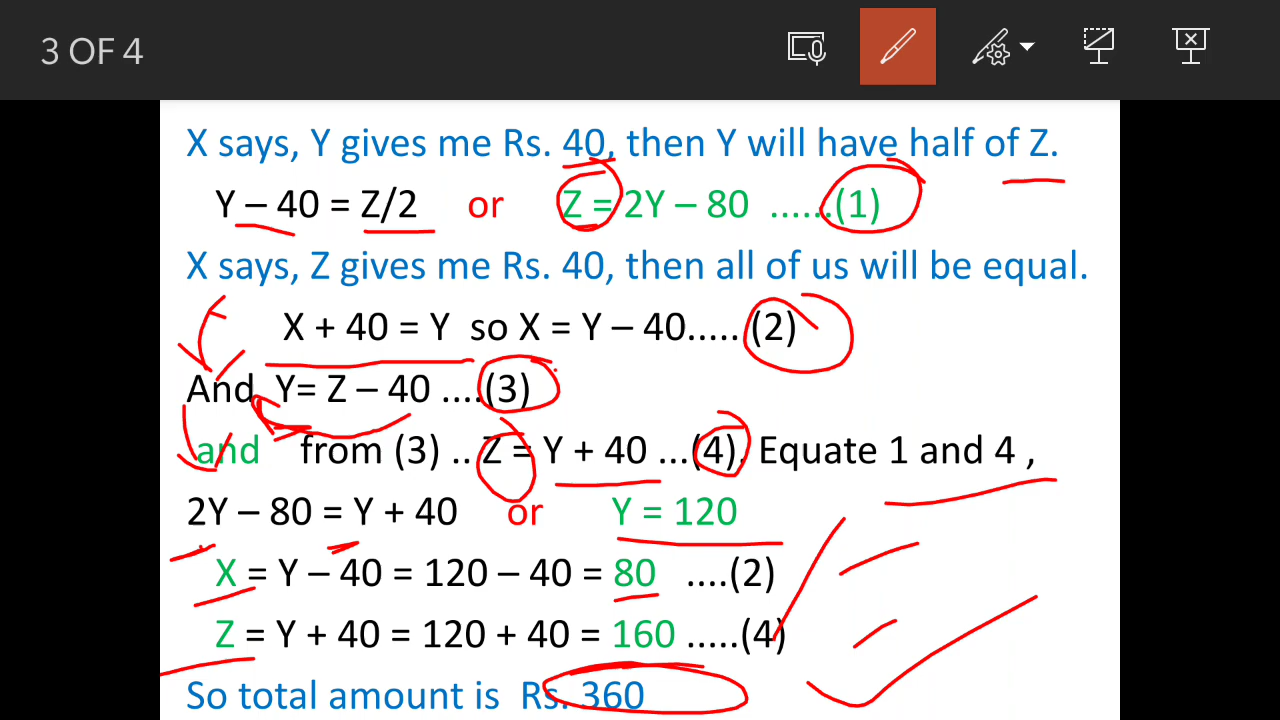 3 OF 4
X says, Y gives me Rs. 40, then Y will have half of Z.
Y – 40 = Z/2 or Z = 2Y – 80 ......(1)
X says, Z gives me Rs. 40, then all of us will be equal.
X + 40 = Y so X = Y – 40.....(2)
And Y= Z – 40 ....(3)
and from (3) .. Z = Y + 40 ...(4), Equate 1 and 4 ,
2Y – 80 = Y + 40 or Y = 120
X = Y – 40 = 120 – 40 = 80 ....(2)
Z = Y + 40 = 120 + 40 = 160 .....(4)
So total amount is Rs. 360